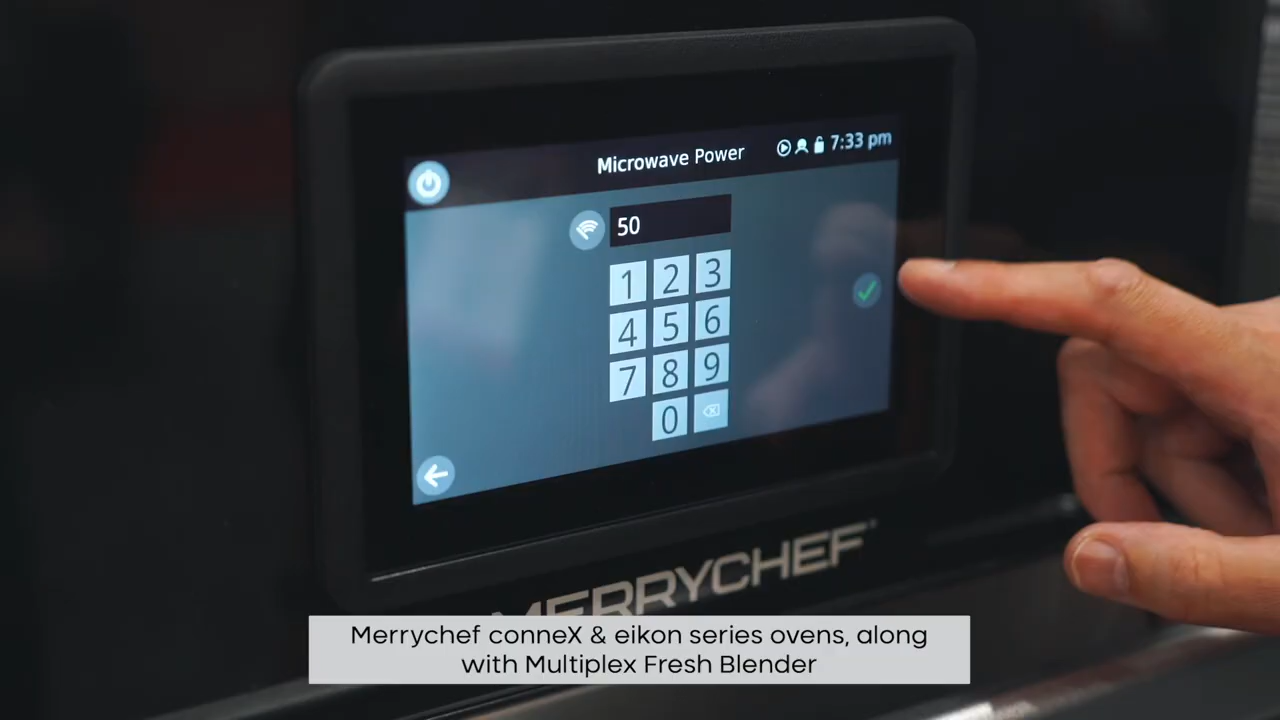 Microwave Power
7:33 pm
50
1 2 3
4 5 6
7 8 9
0
MERRYCHEF
Merrychef conneX & eikon series ovens, along
with Multiplex Fresh Blender